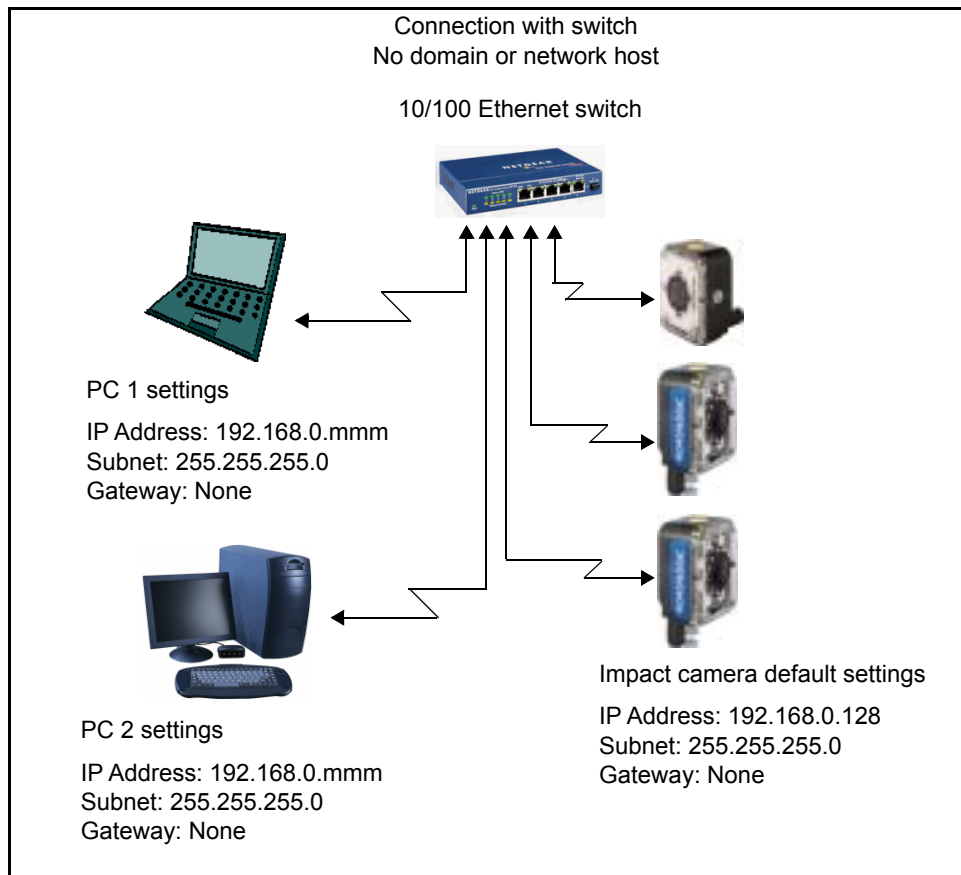 Connection with switch
No domain or network host
10/100 Ethernet switch
NETGEAR
PC 1 settings
IP Address: 192.168.0.mmm
Subnet: 255.255.255.0
Gateway: None
PC 2 settings
IP Address: 192.168.0.mmm
Subnet: 255.255.255.0
Gateway: None
Impact camera default settings
IP Address: 192.168.0.128
Subnet: 255.255.255.0
Gateway: None